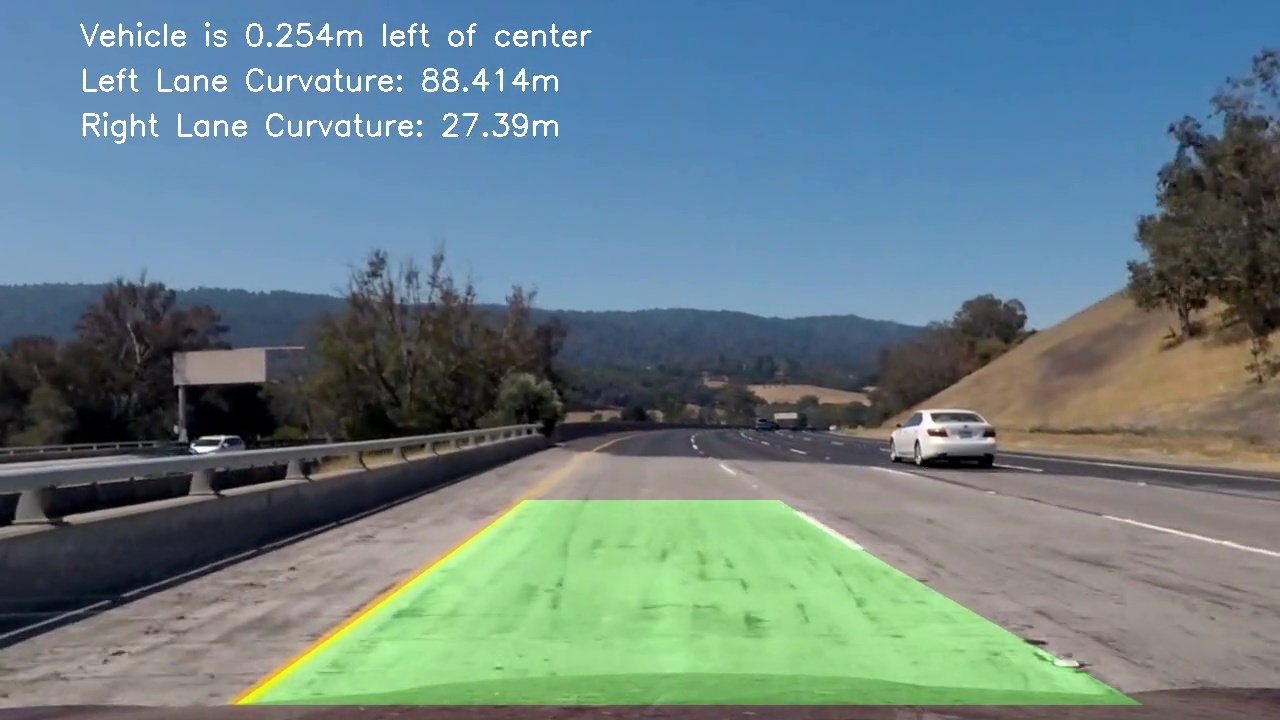 Vehicle is 0.254m left of center
Left Lane Curvature: 88.414m
Right Lane Curvature: 27.39m